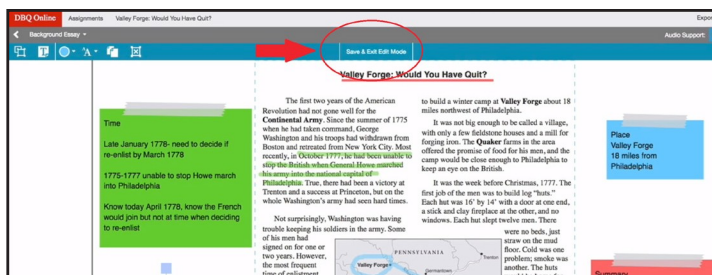 DBQ Online Assignments Valley Forge: Would You Have Quit? Expor
Background Essay Audio Support:
T A
Save & Exit Edit Mode
Valley Forge: Would You Have Quit?
Time
Late January 1778- need to decide if
re-enlist by March 1778
1775-1777 unable to stop Howe march
into Philadelphia
Know today April 1778, know the French
would join but not at time when deciding
to re-enlist
The first two years of the American
Revolution had not gone well for the
Continental Army. Since the summer of 1775
when he had taken command, George
Washington and his troops had withdrawn from
Boston and retreated from New York City. Most
recently, in October 1777, he had been unable to
stop the British when General Howe marched
his army into the national capital of
Philadelphia. True, there had been a victory at
Trenton and a success at Princeton, but on the
whole Washington's army had seen hard times.
Not surprisingly, Washington was having
trouble keeping his soldiers in the army. Some
of his men had
signed on for one or
two years. However,
the most frequent
time of enlistment
PENNSYLVANIA
Trenton
Valley Forge
Germantown
to build a winter camp at Valley Forge about 18
miles northwest of Philadelphia.
It was not big enough to be called a village,
with only a few fieldstone houses and a mill for
forging iron. The Quaker farms in the area
offered the promise of food for his men, and the
camp would be close enough to Philadelphia to
keep an eye on the British.
It was the week before Christmas, 1777. The
first job of the men was to build log "huts."
Each hut was 16' by 14' with a door at one end,
a stick and clay fireplace at the other, and no
windows. Each hut slept twelve men. There
were no beds, just
straw on the mud
floor. Cold was one
problem; smoke was
another. The huts
Place
Valley Forge
18 miles from
Philadelphia
Summary